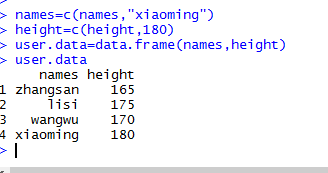 > names=c(names,"xiaoming")
> height=c(height,180)
> user.data=data.frame(names,height)
> user.data
     names height
1 zhangsan    165
2     lisi    175
3   wangwu    170
4 xiaoming    180
>